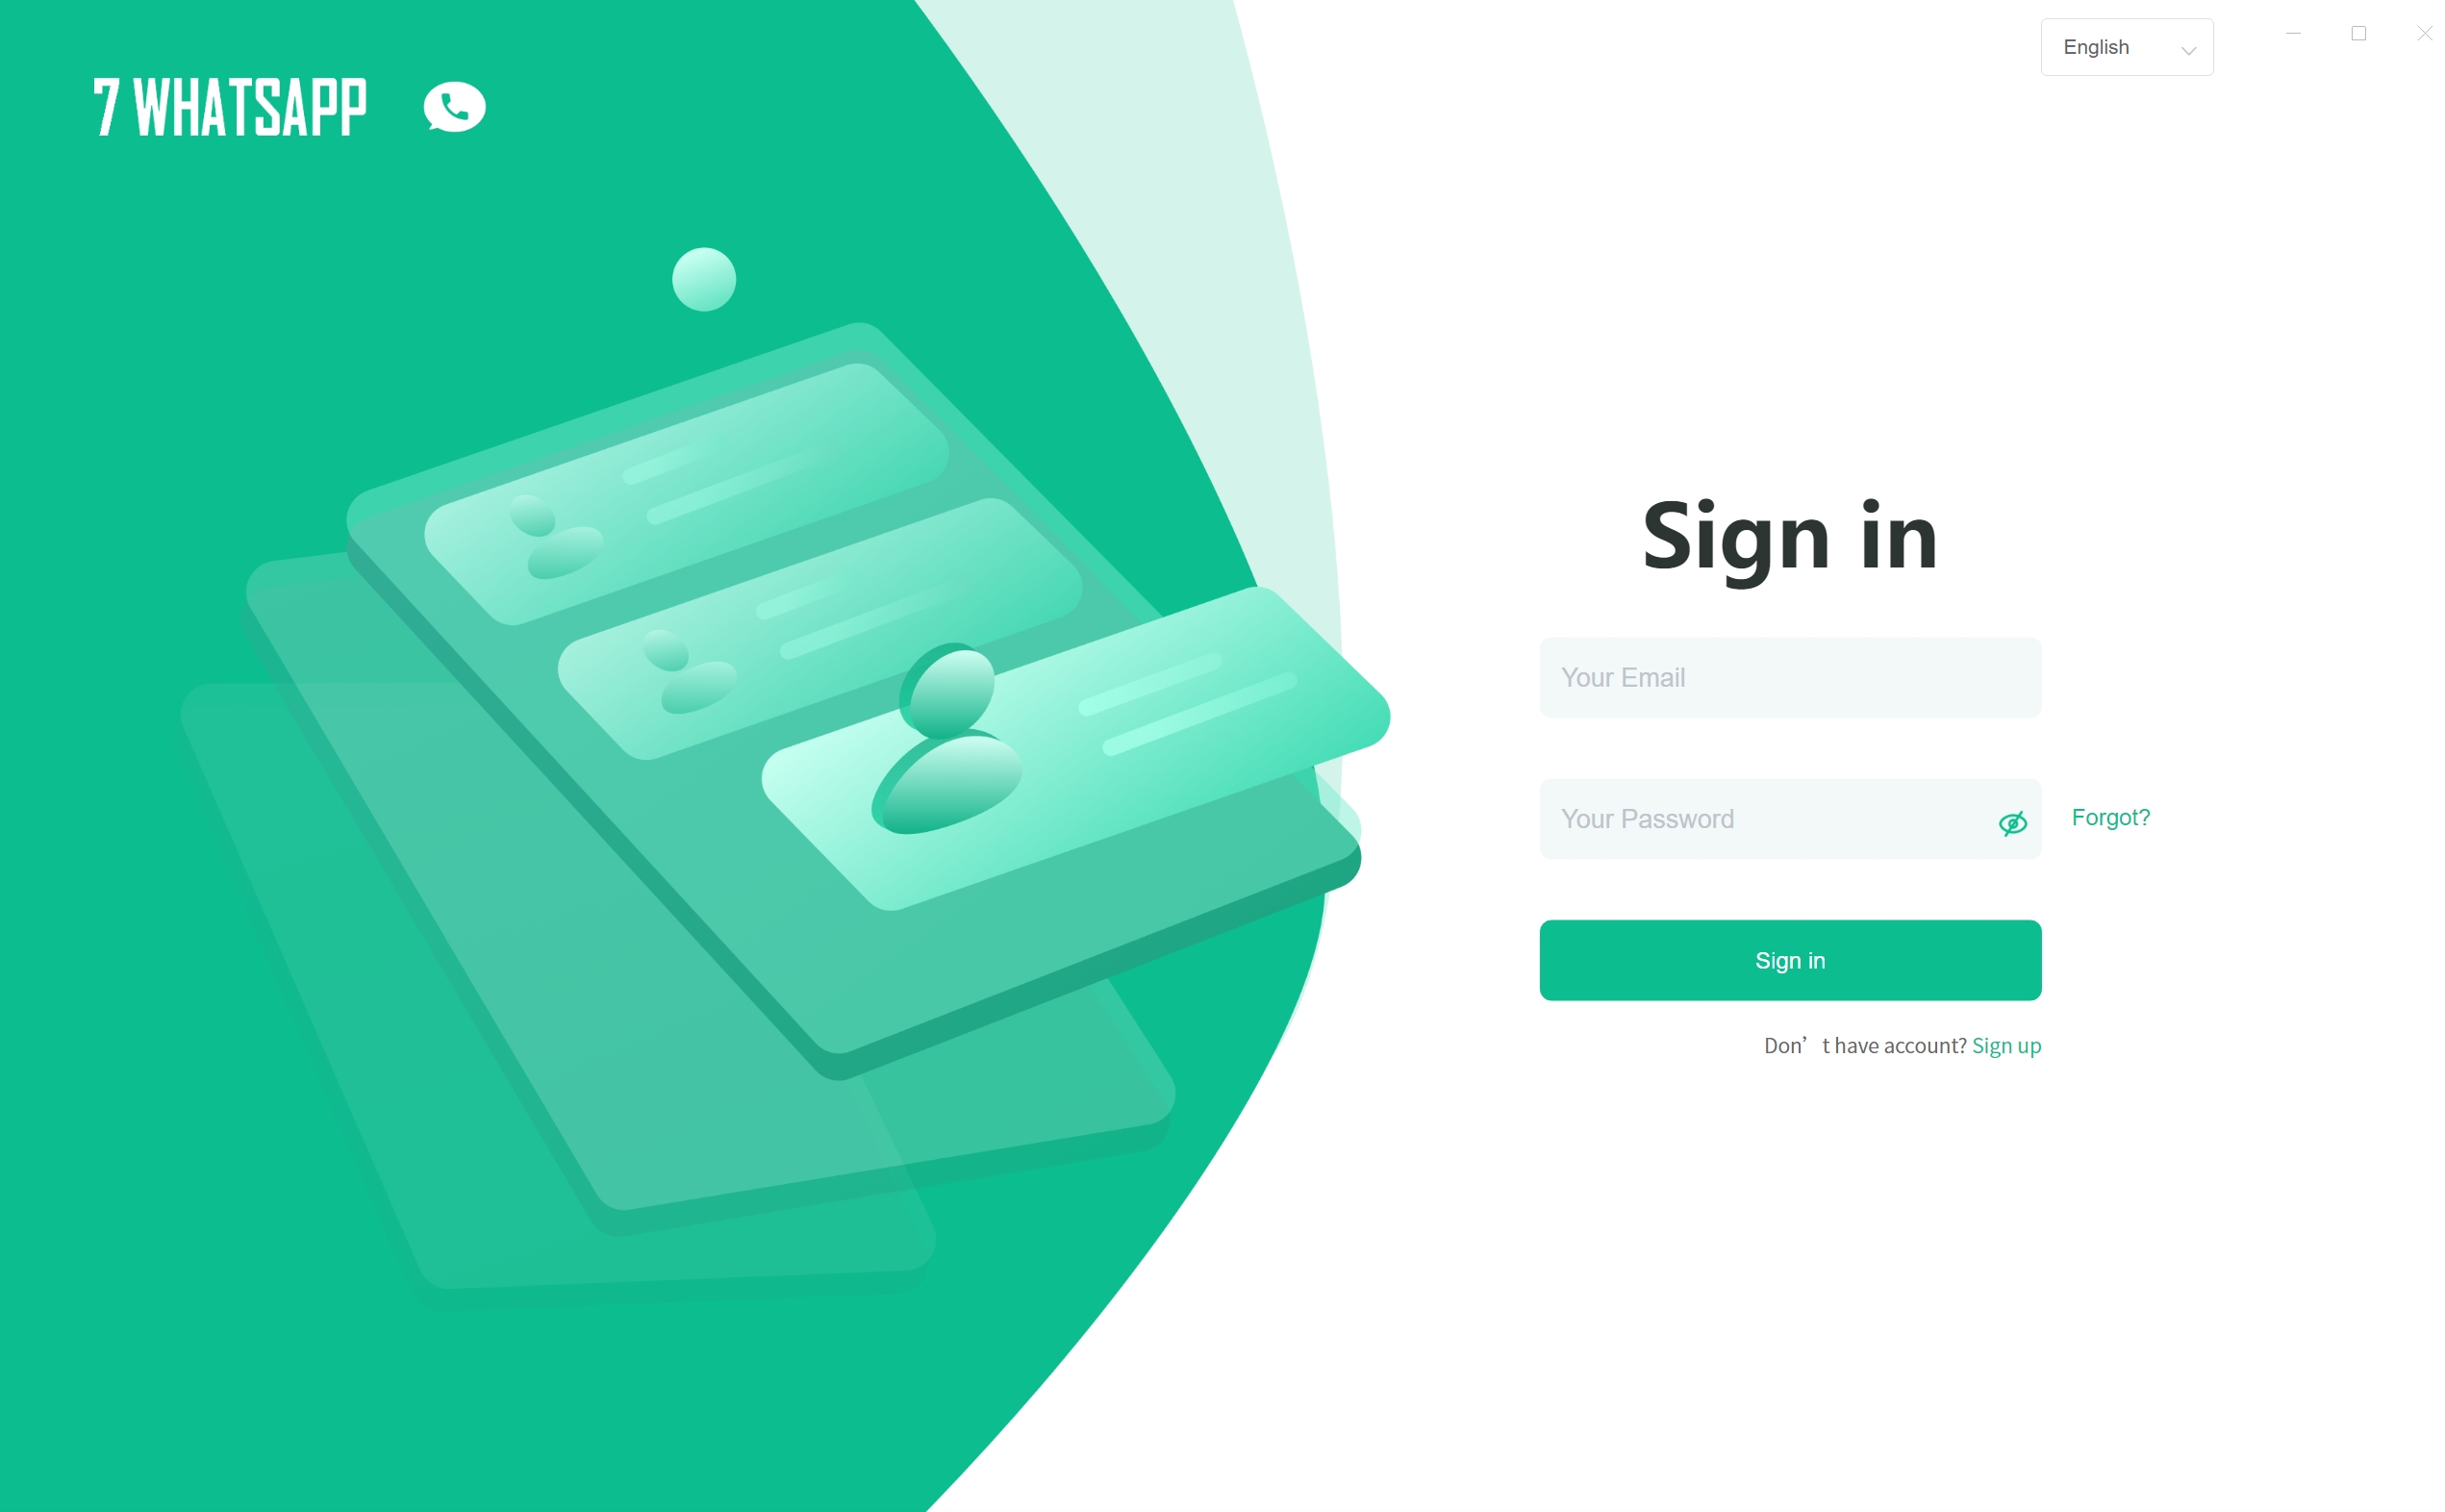 English
7 WHATSAPP
Sign in
Your Email
Your Password
Forgot?
Sign in
Don’t have account? Sign up